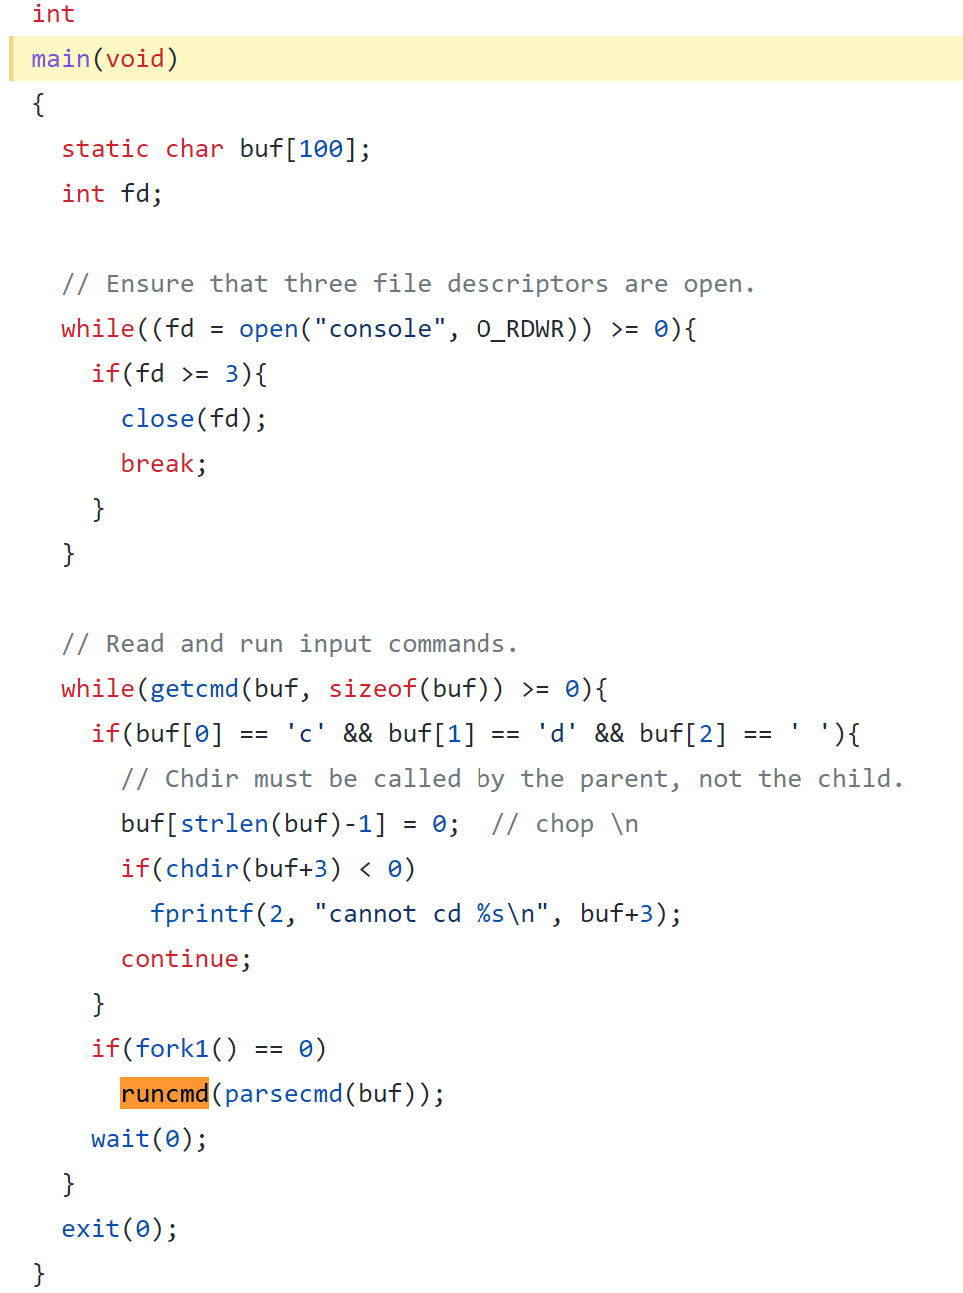 int
main(void)
{
  static char buf[100];
  int fd;

  // Ensure that three file descriptors are open.
  while((fd = open("console", O_RDWR)) >= 0){
    if(fd >= 3){
      close(fd);
      break;
    }
  }

  // Read and run input commands.
  while(getcmd(buf, sizeof(buf)) >= 0){
    if(buf[0] == 'c' && buf[1] == 'd' && buf[2] == ' '){
      // Chdir must be called by the parent, not the child.
      buf[strlen(buf)-1] = 0;  // chop \n
      if(chdir(buf+3) < 0)
        fprintf(2, "cannot cd %s\n", buf+3);
      continue;
    }
    if(fork1() == 0)
      runcmd(parsecmd(buf));
    wait(0);
  }
  exit(0);
}